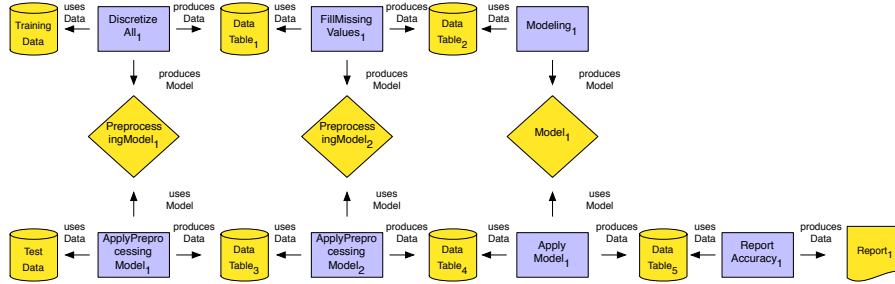 uses
Data
produces
Data
uses
Data
produces
Data
uses
Data
Training
Data
Discretize
All1
Data
Table1
FillMissing
Values1
Data
Table2
Modeling1
produces
Model
produces
Model
produces
Model
Preprocess
ingModel1
Preprocess
ingModel2
Model1
uses
Model
uses
Model
uses
Model
uses
Data
produces
Data
uses
Data
produces
Data
uses
Data
produces
Data
uses
Data
produces
Data
Test
Data
ApplyPrepro
cessing
Model1
Data
Table3
ApplyPrepro
cessing
Model2
Data
Table4
Apply
Model1
Data
Table5
Report
Accuracy1
Report1